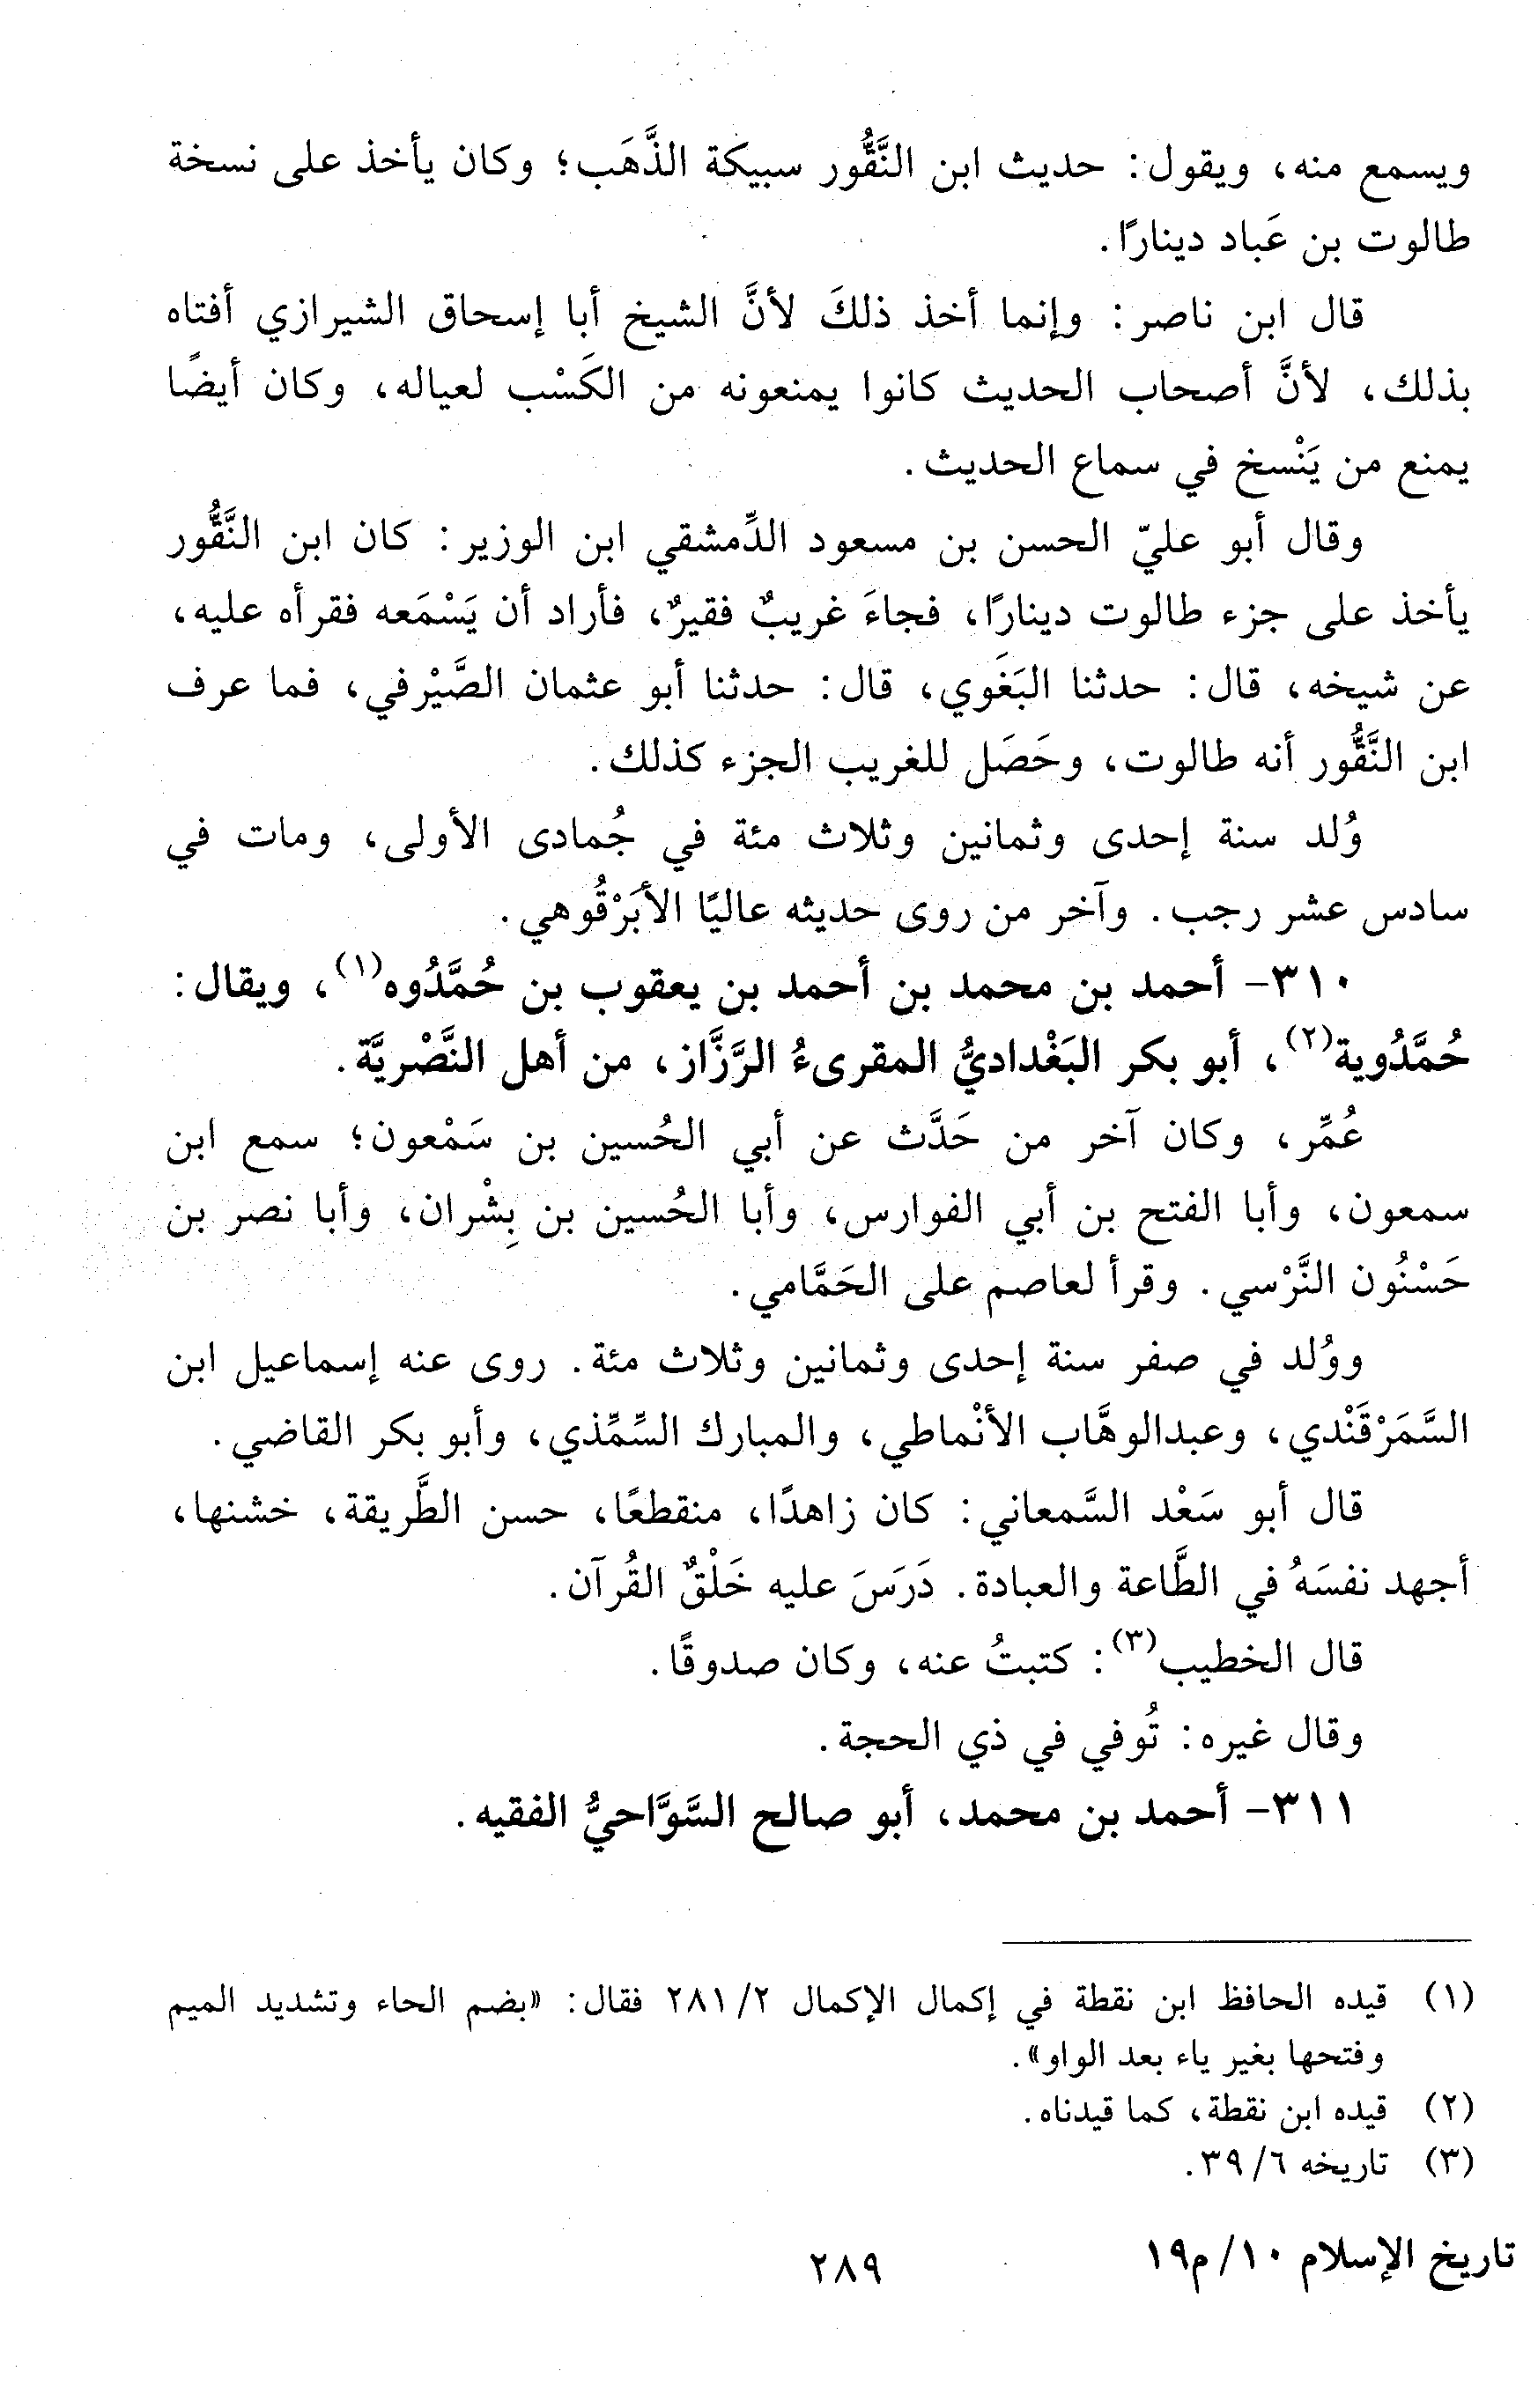 ويسمع منه، ويقول: حديث ابن النَّقُّور سبيكة الذَّهَب؛ وكان يأخذ على نسخة
طالوت بن عَباد دينارًا.
قال ابن ناصر: وإنما أخذ ذلكَ لأنَّ الشيخ أبا إسحاق الشيرازي أفتاه
بذلك، لأنَّ أصحاب الحديث كانوا يمنعونه من الكَسْب لعياله، وكان أيضًا
يمنع من يَنْسخ في سماع الحديث.
وقال أبو عليّ الحسن بن مسعود الدِّمشقي ابن الوزير: كان ابن النَّقُّور
يأخذ على جزء طالوت دينارًا، فجاءَ غريبٌ فقيرٌ، فأراد أن يَسْمَعه فقرأه عليه،
عن شيخه، قال: حدثنا البَغَوي، قال: حدثنا أبو عثمان الصَّيْرفي، فما عرف
ابن النَّقُّور أنه طالوت، وحَصَل للغريب الجزء كذلك.
وُلد سنة إحدى وثمانين وثلاث مئة في جُمادى الأولى، ومات في
سادس عشر رجب. وآخر من روى حديثه عاليًا الأبَرْقُوهي.
٣١٠- أحمد بن محمد بن أحمد بن يعقوب بن حُمَّدُوه(١)، ويقال:
حُمَّدُوية(٢)، أبو بكر البَغْداديُّ المقرىءُ الرَّزَّاز، من أهل النَّصْريَّة.
عُمِّر، وكان آخر من حَدَّث عن أبي الحُسين بن سَمْعون؛ سمع ابن
سمعون، وأبا الفتح بن أبي الفوارس، وأبا الحُسين بن بِشْران، وأبا نصر بن
حَسْنُون النَّرْسي. وقرأ لعاصم على الحَمَّامي.
ووُلد في صفر سنة إحدى وثمانين وثلاث مئة. روى عنه إسماعيل ابن
السَّمَرْقَنْدي، وعبدالوهَّاب الأنْماطي، والمبارك السِّمِّذي، وأبو بكر القاضي.
قال أبو سَعْد السَّمعاني: كان زاهدًا، منقطعًا، حسن الطَّريقة، خشنها،
أجهد نفسَهُ في الطَّاعة والعبادة. دَرَسَ عليه خَلْقٌ القُرآن.
قال الخطيب(٣): كتبتُ عنه، وكان صدوقًا.
وقال غيره: تُوفي في ذي الحجة.
٣١١- أحمد بن محمد، أبو صالح السَّوَّاحيُّ الفقيه.
(١) قيده الحافظ ابن نقطة في إكمال الإكمال ٢/ ٢٨١ فقال: «بضم الحاء وتشديد الميم
وفتحها بغير ياء بعد الواو».
(٢) قيده ابن نقطة، كما قيدناه.
(٣) تاريخه ٦/ ٣٩.
تاريخ الإسلام ١٠/ م١٩
٢٨٩